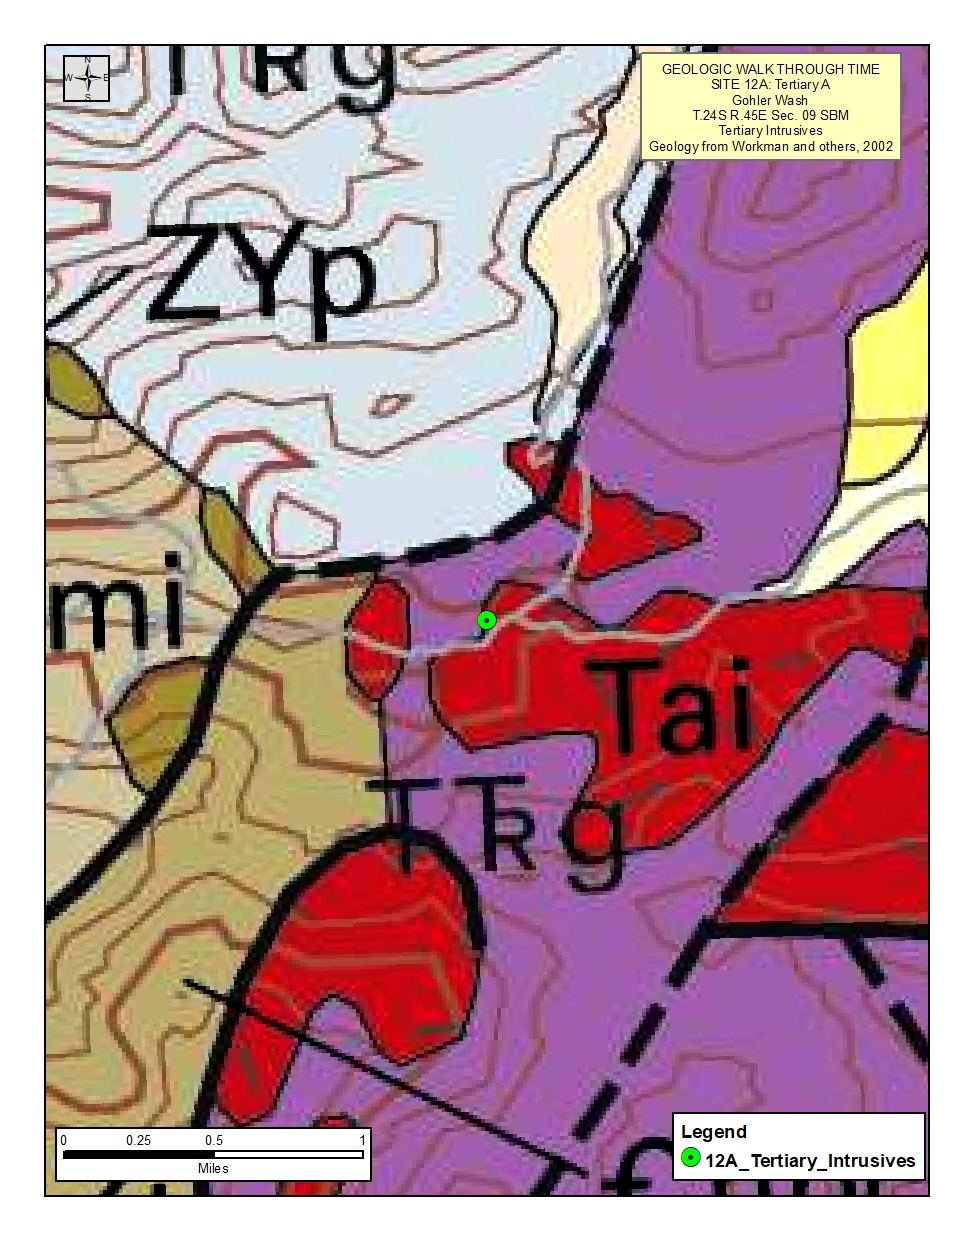 TRg
N
W E
S
GEOLOGIC WALK THROUGH TIME
SITE 12A: Tertiary A
Gohler Wash
T.24S R.45E Sec. 09 SBM
Tertiary Intrusives
Geology from Workman and others, 2002
ZYp
mi
Tai
TRg
0 0.25 0.5 1
Miles
Legend
12A_Tertiary_Intrusives